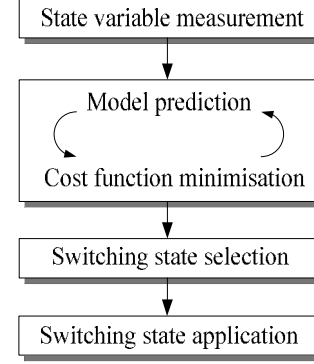 State variable measurement
Model prediction
Cost function minimisation
Switching state selection
Switching state application